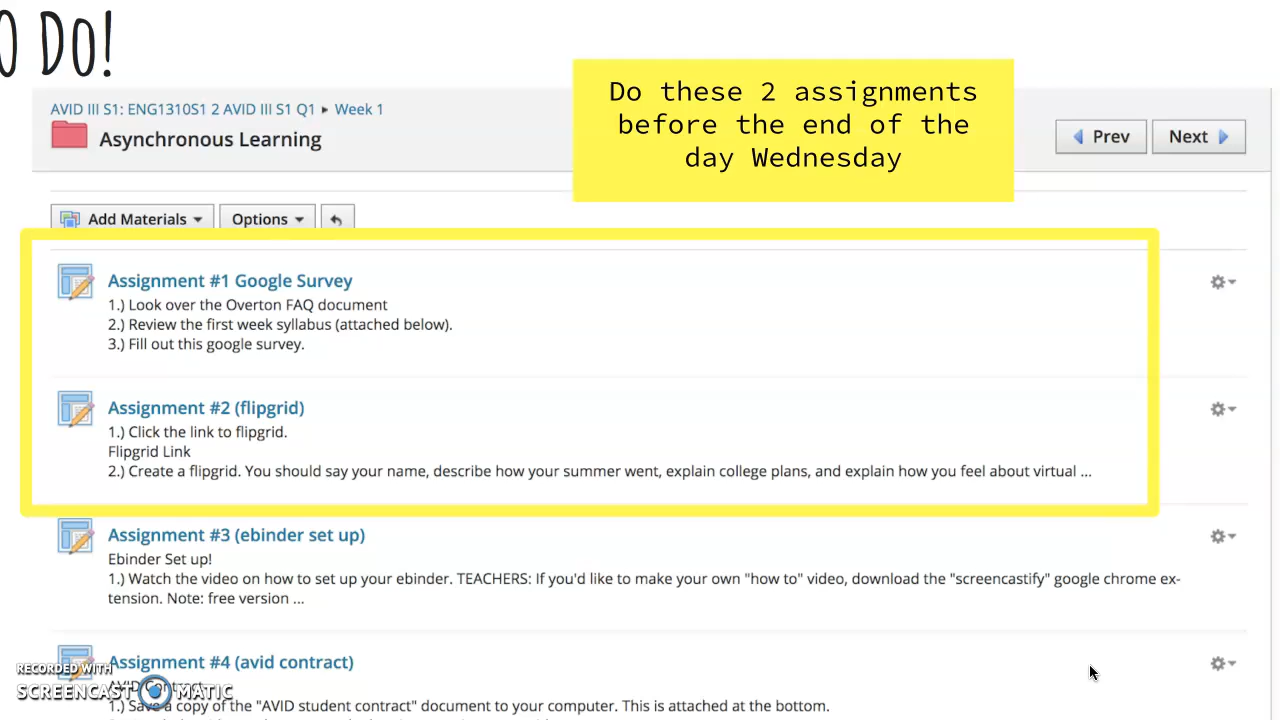 Do!
Do these 2 assignments
before the end of the
day Wednesday
AVID III S1: ENG1310S1 2 AVID III S1 Q1 ▸ Week 1
Asynchronous Learning
Prev
Next
Add Materials
Options
Assignment #1 Google Survey
1.) Look over the Overton FAQ document
2.) Review the first week syllabus (attached below).
3.) Fill out this google survey.
Assignment #2 (flipgrid)
1.) Click the link to flipgrid.
Flipgrid Link
2.) Create a flipgrid. You should say your name, describe how your summer went, explain college plans, and explain how you feel about virtual ...
Assignment #3 (ebinder set up)
Ebinder Set up!
1.) Watch the video on how to set up your ebinder. TEACHERS: If you'd like to make your own "how to" video, download the "screencastify" google chrome ex-
tension. Note: free version ...
Assignment #4 (avid contract)
AVID Contract
1.) Save a copy of the "AVID student contract" document to your computer. This is attached at the bottom.
RECORDED WITH
SCREENCAST MATIC